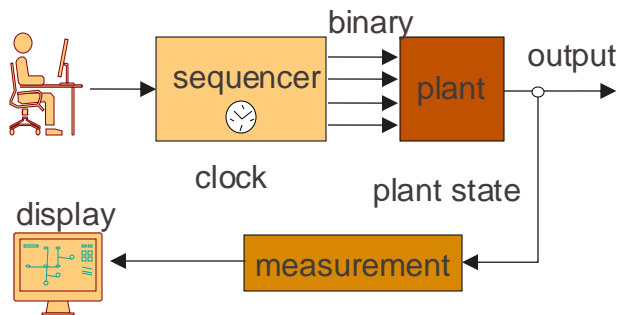 binary
output
sequencer
plant
clock
plant state
display
measurement